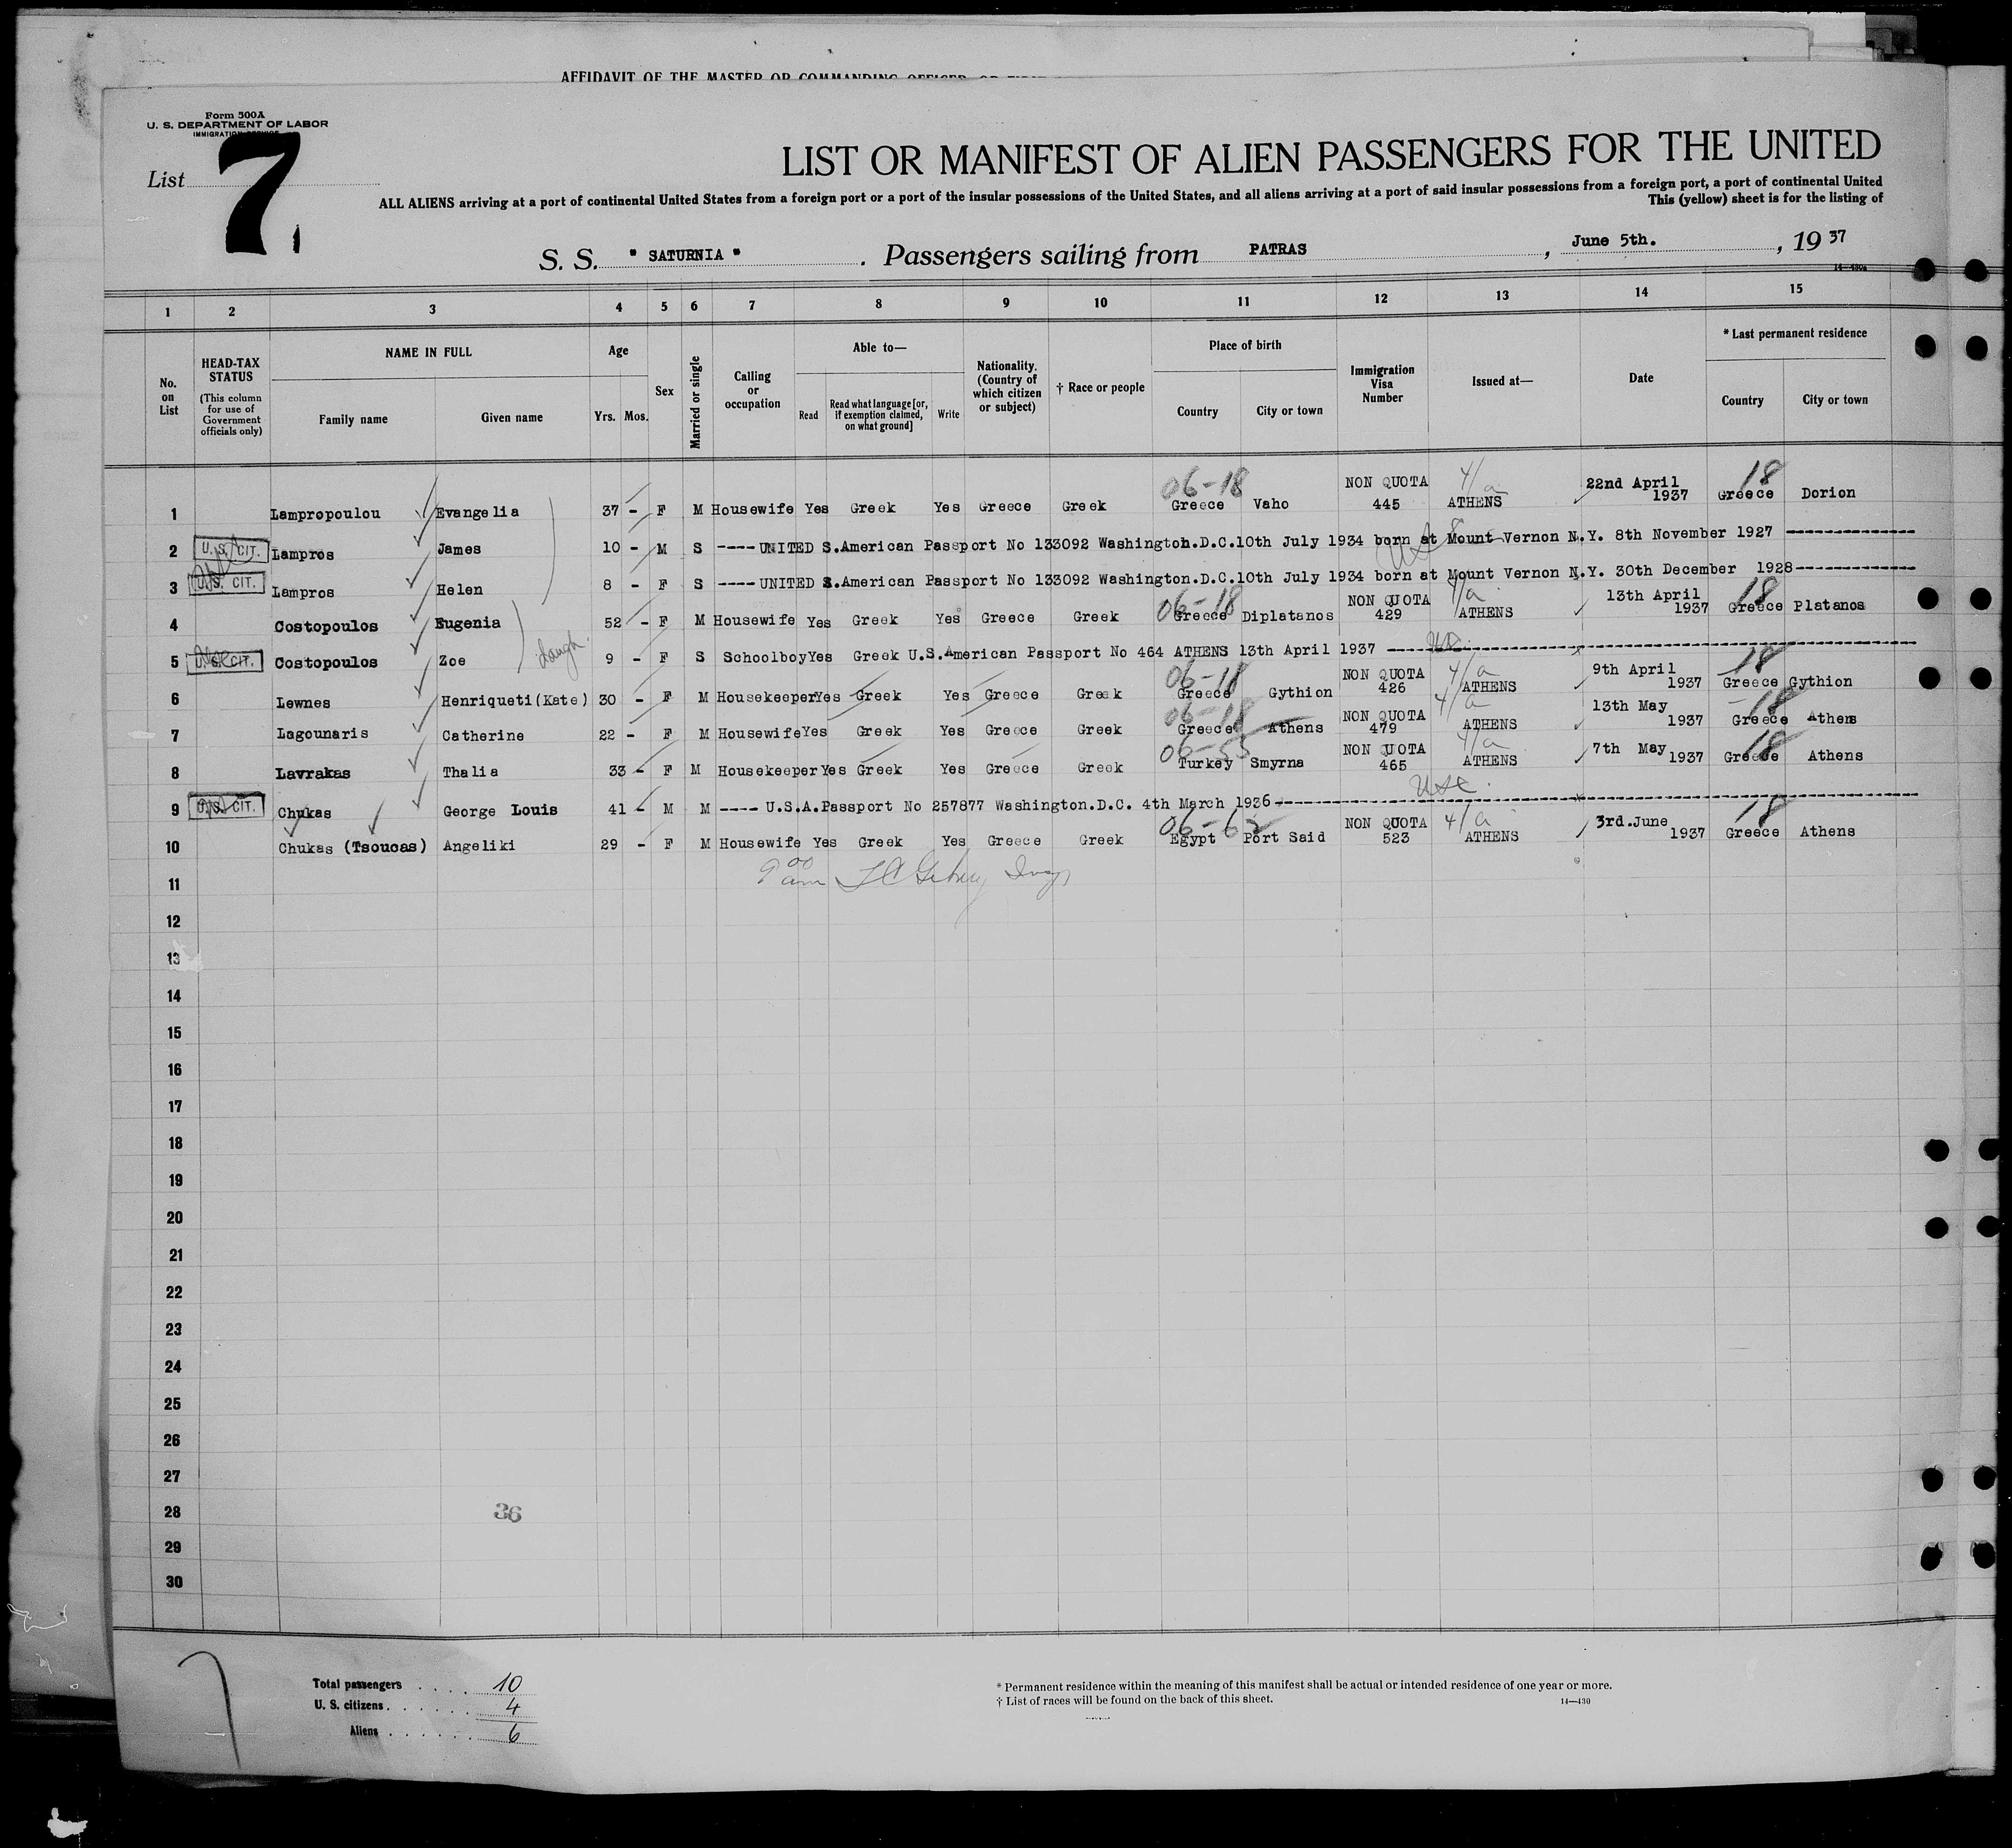 AFFIDAVIT OF THE MASTER OR COMMANDING OFFICER, OR
Form 500A
U. S. DEPARTMENT OF LABOR
IMMIGRATION SERVICE
List 7
LIST OR MANIFEST OF ALIEN PASSENGERS FOR THE UNITED
ALL ALIENS arriving at a port of continental United States from a foreign port or a port of the insular possessions of the United States, and all aliens arriving at a port of said insular possessions from a foreign port, a port of continental United
This (yellow) sheet is for the listing of
S. S. " SATURNIA " . Passengers sailing from PATRAS , June 5th. , 19 37
14—430a
1 2 3 4 5 6 7 8 9 10 11 12 13 14 15
No. on List
HEAD-TAX STATUS (This column for use of Government officials only)
NAME IN FULL
Family name Given name
Age
Yrs. Mos.
Sex
Married or single
Calling or occupation
Able to—
Read Read what language [or, if exemption claimed, on what ground] Write
Nationality. (Country of which citizen or subject)
† Race or people
Place of birth
Country City or town
Immigration Visa Number
Issued at—
Date
* Last permanent residence
Country City or town
06-18 NON QUOTA 4/a 22nd April 18
1 Lampropoulou Evangelia 37 - F M Housewife Yes Greek Yes Greece Greek Greece Vaho 445 ATHENS 1937 Greece Dorion
2 U.S. CIT. Lampros James 10 - M S ----UNITED S.American Passport No 133092 Washington.D.C.10th July 1934 born at Mount Vernon N.Y. 8th November 1927 ----
3 U.S. CIT. Lampros Helen 8 - F S ----UNITED S.American Passport No 133092 Washington.D.C.10th July 1934 born at Mount Vernon N.Y. 30th December 1928----
06-18 NON QUOTA 4/a 13th April 18
4 Costopoulos Eugenia 52 - F M Housewife Yes Greek Yes Greece Greek Greece Diplatanos 429 ATHENS 1937 Greece Platanos
5 U.S. CIT. Costopoulos Zoe daugh. 9 - F S Schoolboy Yes Greek U.S.American Passport No 464 ATHENS 13th April 1937 ----
06-18 NON QUOTA 4/a 9th April 18
6 Lewnes Henriqueti(Kate) 30 - F M Housekeeper Yes Greek Yes Greece Greek Greece Gythion 426 ATHENS 1937 Greece Gythion
06-18 NON QUOTA 4/a 13th May 18
7 Lagounaris Catherine 22 - F M Housewife Yes Greek Yes Greece Greek Greece Athens 479 ATHENS 1937 Greece Athens
06-53 NON QUOTA 4/a 7th May 18
8 Lavrakas Thalia 33 - F M Housekeeper Yes Greek Yes Greece Greek Turkey Smyrna 465 ATHENS 1937 Greece Athens
9 U.S. CIT. Chukas George Louis 41 - M M ---- U.S.A.Passport No 257877 Washington.D.C. 4th March 1936 ---- USC.
06-62 NON QUOTA 4/a 3rd.June 18
10 Chukas (Tsoucas) Angeliki 29 - F M Housewife Yes Greek Yes Greece Greek Egypt Port Said 523 ATHENS 1937 Greece Athens
11 9 00 am
12
13
14
15
16
17
18
19
20
21
22
23
24
25
26
27
28 36
29
30
7
Total passengers . . . . 10
U. S. citizens . . . . . . 4
Aliens . . . . . . 6
* Permanent residence within the meaning of this manifest shall be actual or intended residence of one year or more.
† List of races will be found on the back of this sheet. 14—430